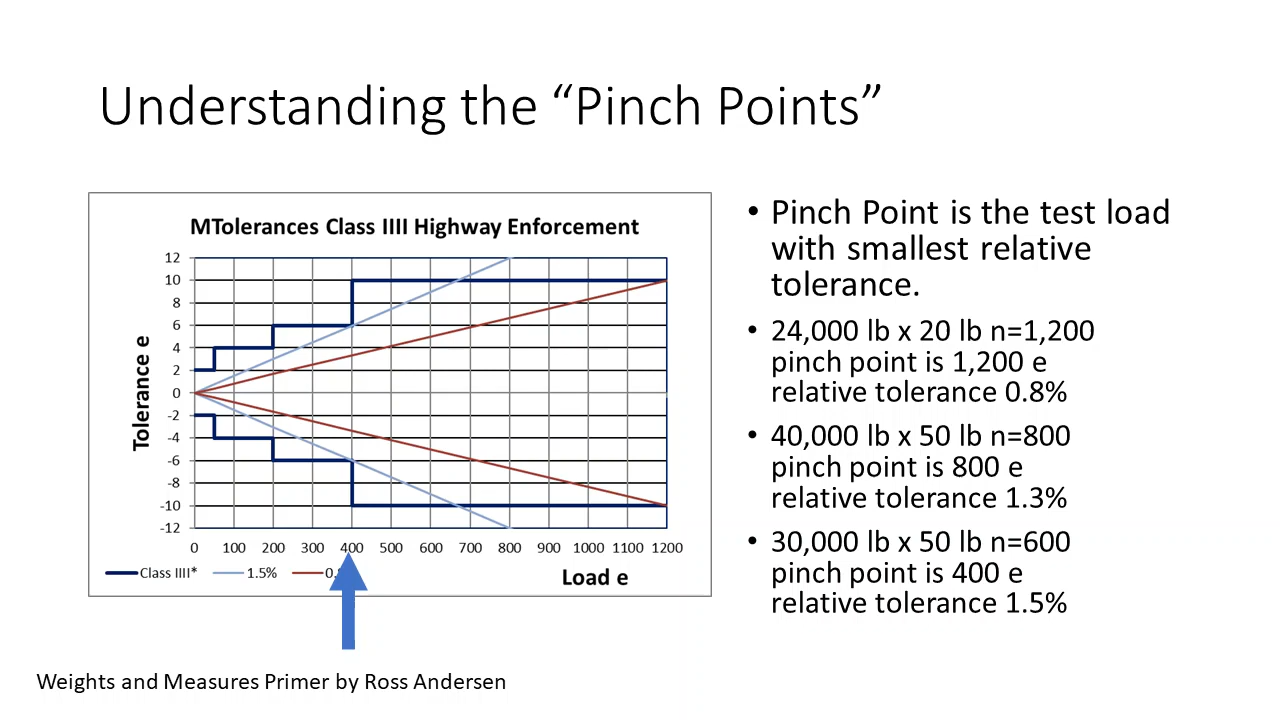 Understanding the “Pinch Points”
MTolerances Class IIII Highway Enforcement
Tolerance e
12
10
8
6
4
2
0
-2
-4
-6
-8
-10
-12
0 100 200 300 400 500 600 700 800 900 1000 1100 1200
Class IIII* 1.5% 0.
Load e
• Pinch Point is the test load
with smallest relative
tolerance.
• 24,000 lb x 20 lb n=1,200
pinch point is 1,200 e
relative tolerance 0.8%
• 40,000 lb x 50 lb n=800
pinch point is 800 e
relative tolerance 1.3%
• 30,000 lb x 50 lb n=600
pinch point is 400 e
relative tolerance 1.5%
Weights and Measures Primer by Ross Andersen